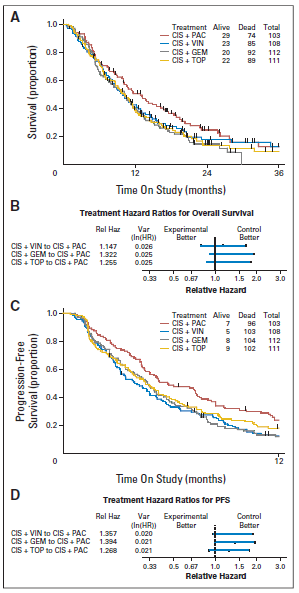 A
Survival (proportion)
1.0
0.8
0.6
0.4
0.2
0
12
24
36
Time On Study (months)
Treatment Alive Dead Total
CIS + PAC 29 74 103
CIS + VIN 23 85 108
CIS + GEM 20 92 112
CIS + TOP 22 89 111
B
Treatment Hazard Ratios for Overall Survival
Rel Haz Var (ln(HR)) Experimental Better Control Better
CIS + VIN to CIS + PAC 1.147 0.026
CIS + GEM to CIS + PAC 1.322 0.025
CIS + TOP to CIS + PAC 1.255 0.025
0.33 0.5 0.67 1.0 1.5 2.0 3.0
Relative Hazard
C
Progression-Free
Survival (proportion)
1.0
0.8
0.6
0.4
0.2
0
12
Time On Study (months)
Treatment Alive Dead Total
CIS + PAC 7 96 103
CIS + VIN 5 103 108
CIS + GEM 8 104 112
CIS + TOP 9 102 111
D
Treatment Hazard Ratios for PFS
Rel Haz Var (ln(HR)) Experimental Better Control Better
CIS + VIN to CIS + PAC 1.357 0.020
CIS + GEM to CIS + PAC 1.394 0.021
CIS + TOP to CIS + PAC 1.268 0.021
0.33 0.5 0.67 1.0 1.5 2.0 3.0
Relative Hazard